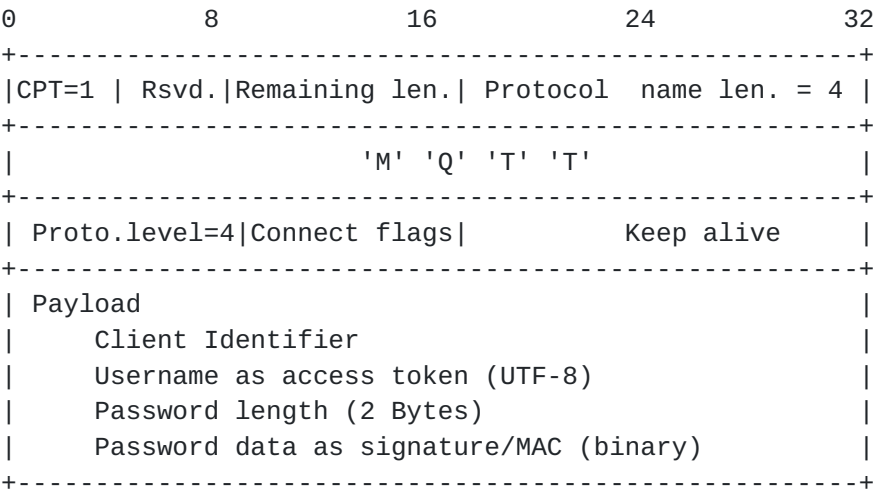 0            8             16             24             32
+------------------------------------------------------+
|CPT=1 | Rsvd.|Remaining len.| Protocol  name len. = 4 |
+------------------------------------------------------+
|                      'M' 'Q' 'T' 'T'                 |
+------------------------------------------------------+
| Proto.level=4|Connect flags|          Keep alive     |
+------------------------------------------------------+
| Payload                                              |
|     Client Identifier                                |
|     Username as access token (UTF-8)                 |
|     Password length (2 Bytes)                        |
|     Password data as signature/MAC (binary)          |
+------------------------------------------------------+